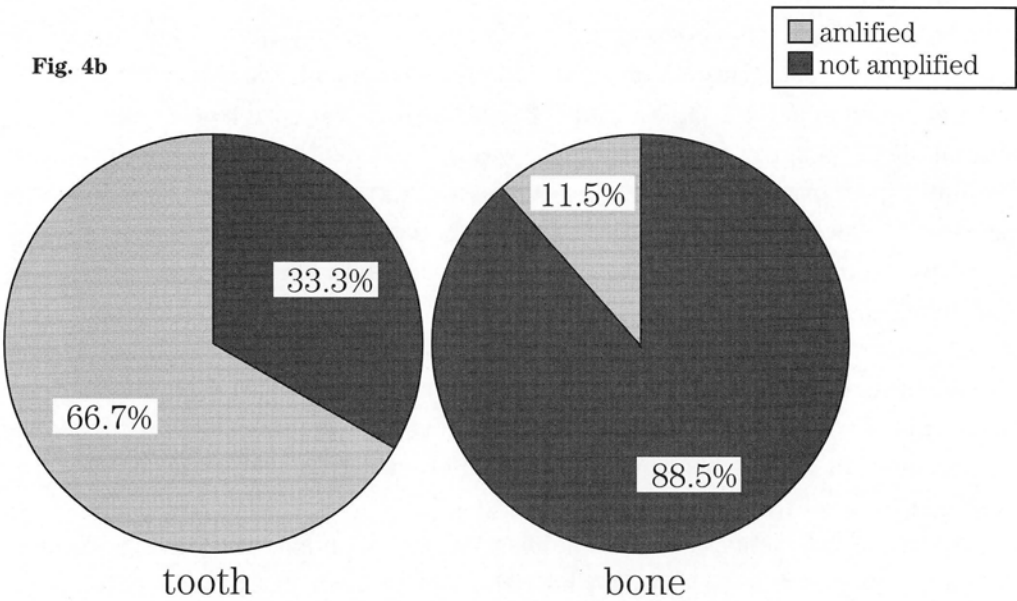 amlified
not amplified
Fig. 4b
11.5%
33.3%
66.7%
88.5%
tooth
bone